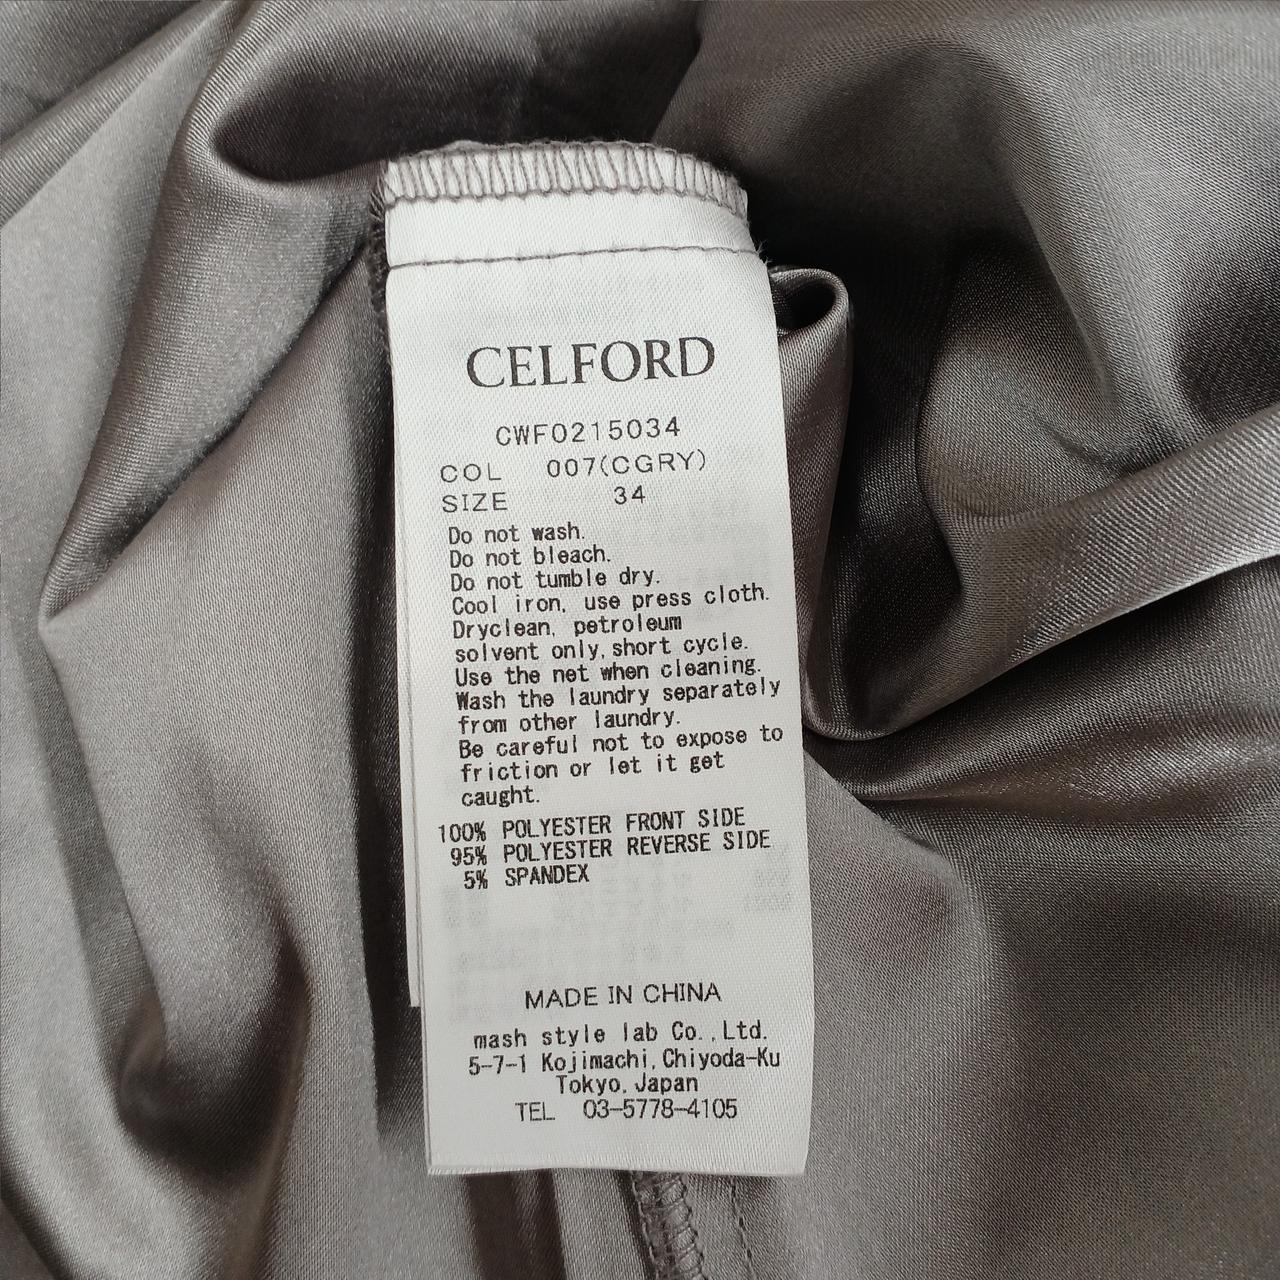 CELFORD
CWF0215034
COL 007(CGRY)
SIZE 34
Do not wash.
Do not bleach.
Do not tumble dry.
Cool iron, use press cloth.
Dryclean, petroleum
solvent only,short cycle.
Use the net when cleaning.
Wash the laundry separately
from other laundry.
Be careful not to expose to
friction or let it get
caught.
100% POLYESTER FRONT SIDE
95% POLYESTER REVERSE SIDE
5% SPANDEX
MADE IN CHINA
mash style lab Co.,Ltd.
5-7-1 Kojimachi,Chiyoda-Ku
Tokyo,Japan
TEL 03-5778-4105